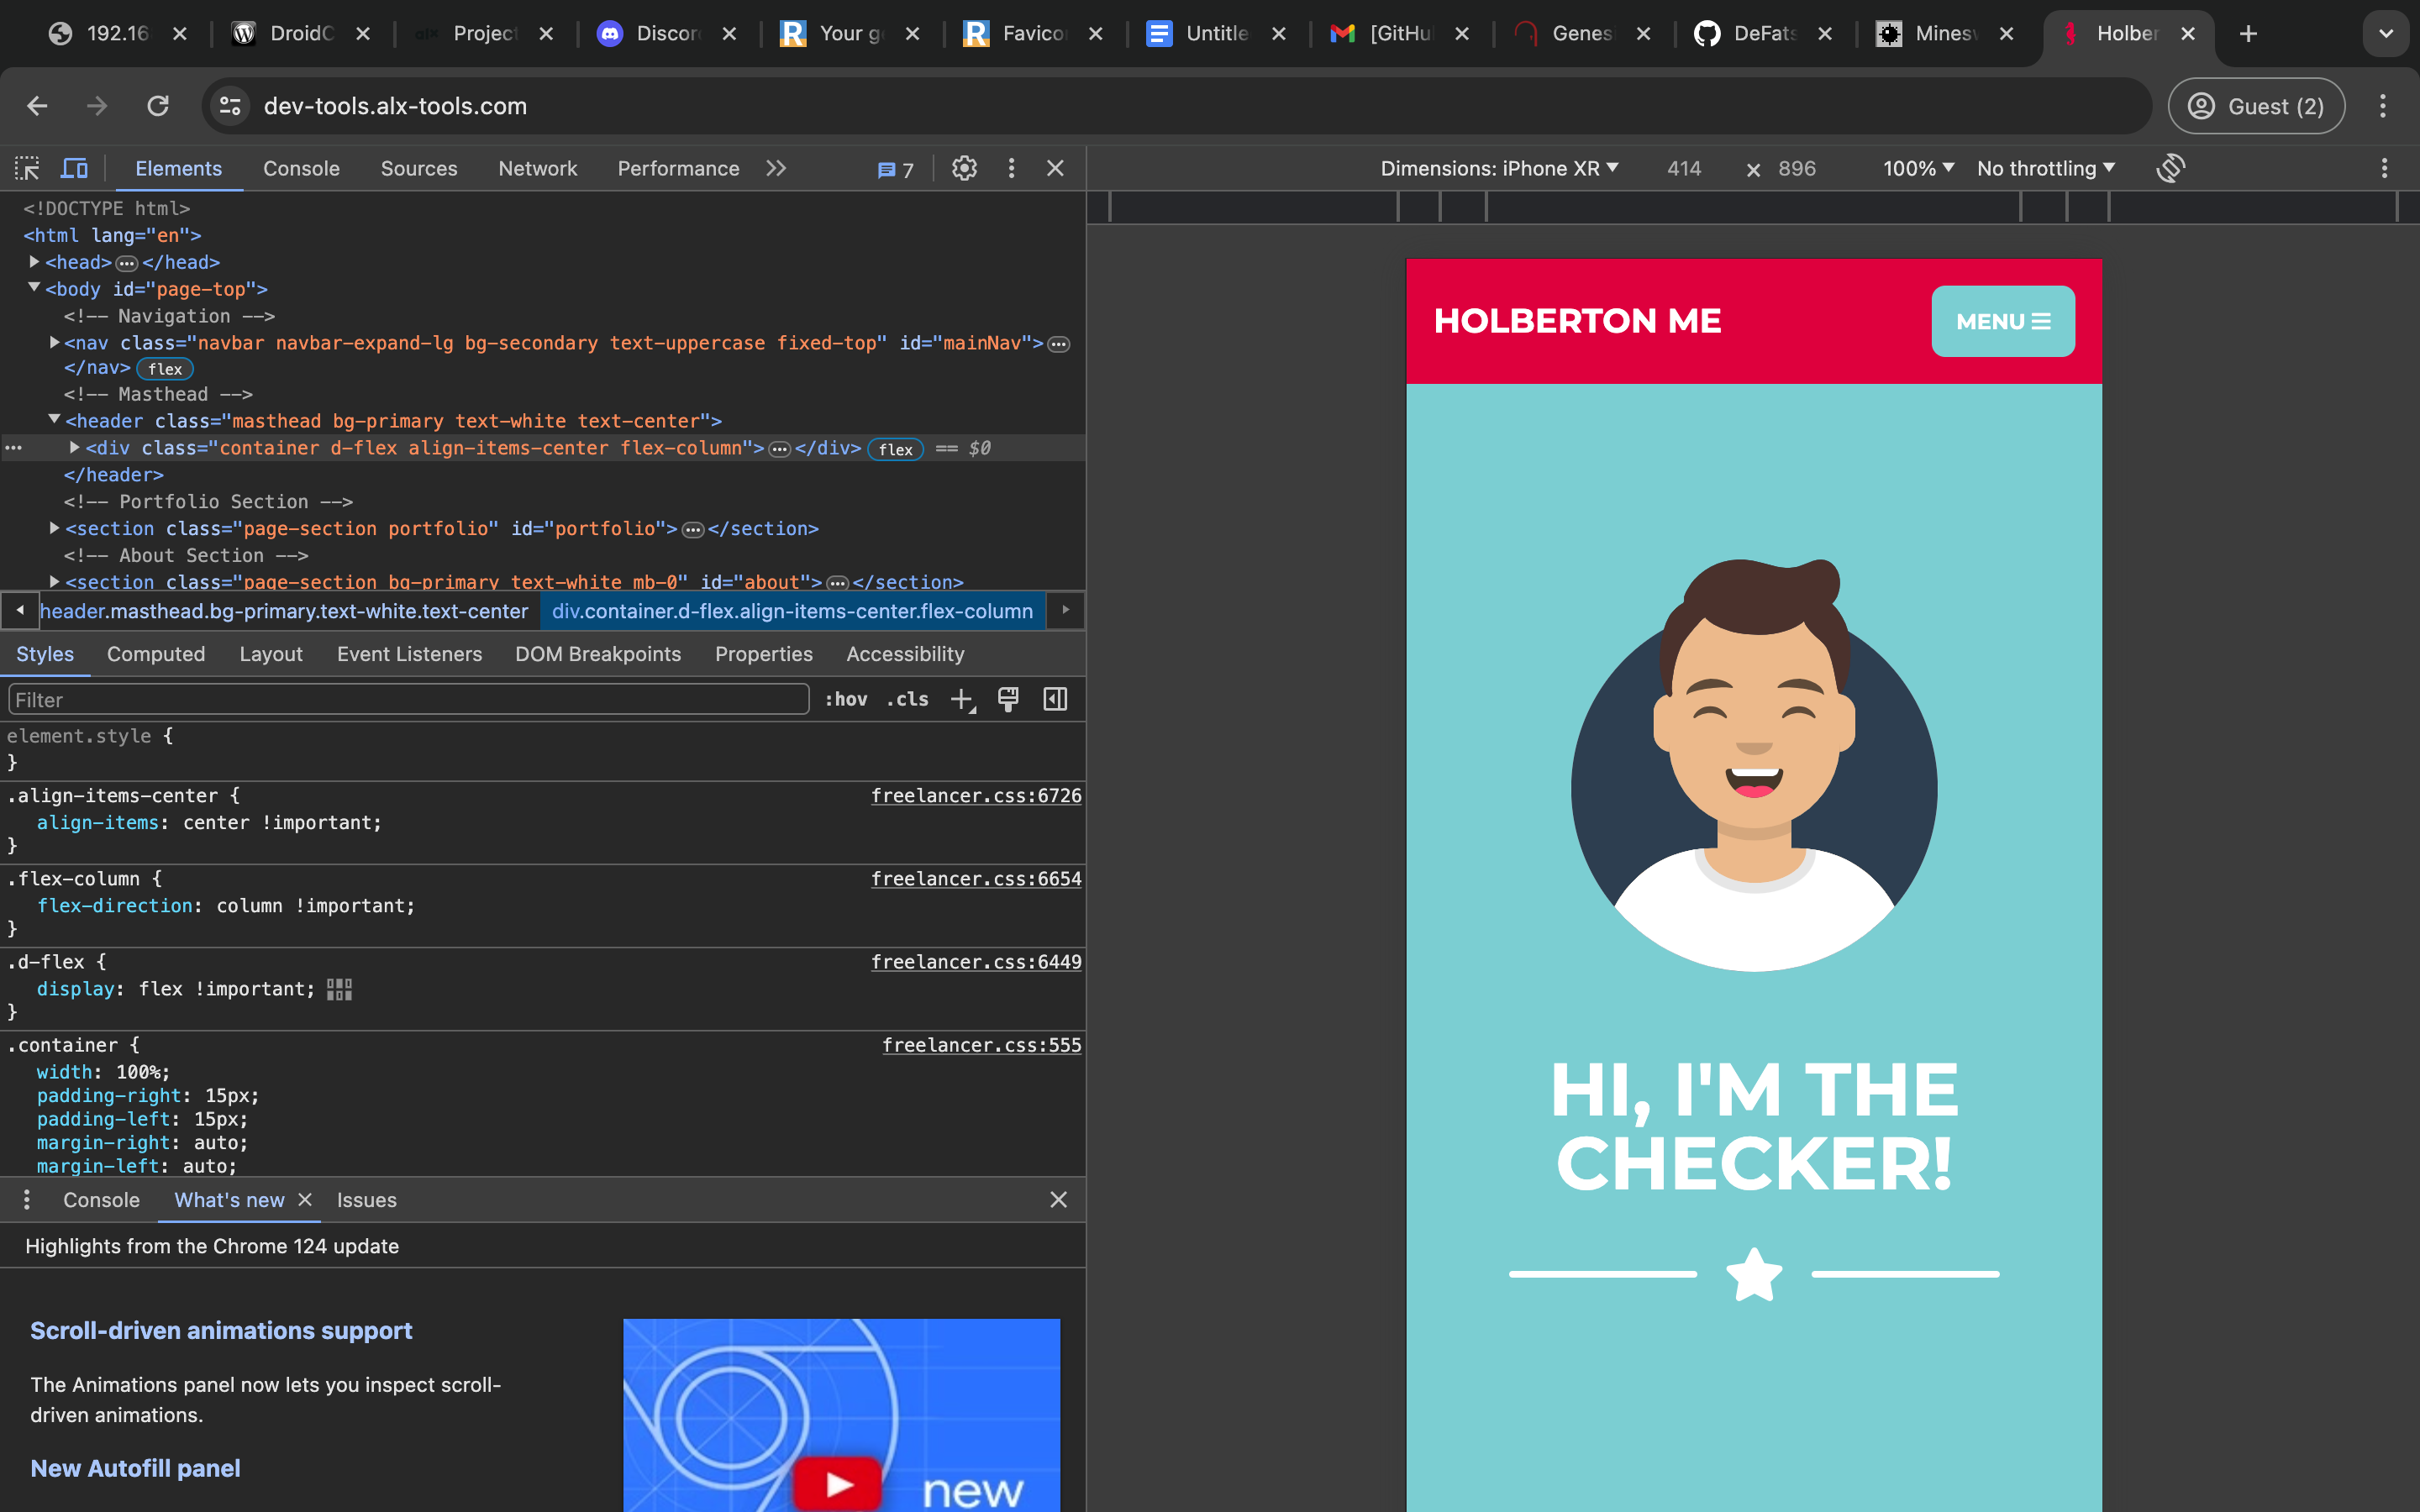 192.16
DroidC
alx Project
Discord
Your g
Favico
Untitle
[GitHu
Genes
DeFats
Mines
Holber
dev-tools.alx-tools.com
Guest (2)
Elements
Console
Sources
Network
Performance
7
Dimensions: iPhone XR
414
×
896
100%
No throttling
<!DOCTYPE html>
<html lang="en">
<head> ... </head>
<body id="page-top">
<!-- Navigation -->
<nav class="navbar navbar-expand-lg bg-secondary text-uppercase fixed-top" id="mainNav"> ...
</nav> flex
<!-- Masthead -->
<header class="masthead bg-primary text-white text-center">
... <div class="container d-flex align-items-center flex-column"> ... </div> flex == $0
</header>
<!-- Portfolio Section -->
<section class="page-section portfolio" id="portfolio"> ... </section>
<!-- About Section -->
<section class="page-section bg-primary text-white mb-0" id="about"> ... </section>
header.masthead.bg-primary.text-white.text-center
div.container.d-flex.align-items-center.flex-column
Styles
Computed
Layout
Event Listeners
DOM Breakpoints
Properties
Accessibility
Filter
:hov
.cls
element.style {
}
.align-items-center {
freelancer.css:6726
align-items: center !important;
}
.flex-column {
freelancer.css:6654
flex-direction: column !important;
}
.d-flex {
freelancer.css:6449
display: flex !important;
}
.container {
freelancer.css:555
width: 100%;
padding-right: 15px;
padding-left: 15px;
margin-right: auto;
margin-left: auto;
Console
What's new
Issues
Highlights from the Chrome 124 update
Scroll-driven animations support
The Animations panel now lets you inspect scroll-
driven animations.
New Autofill panel
new
HOLBERTON ME
MENU
HI, I'M THE
CHECKER!